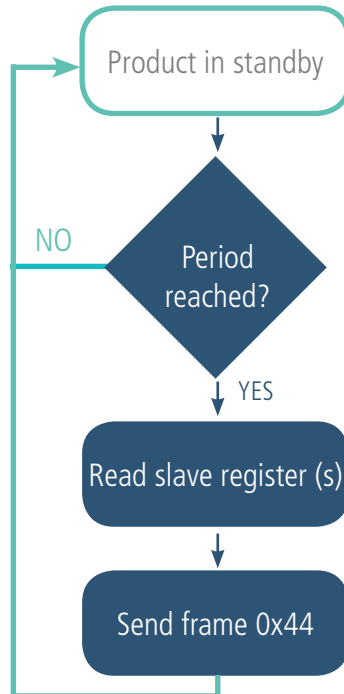 Product in standby
NO
Period
reached?
YES
Read slave register (s)
Send frame 0x44